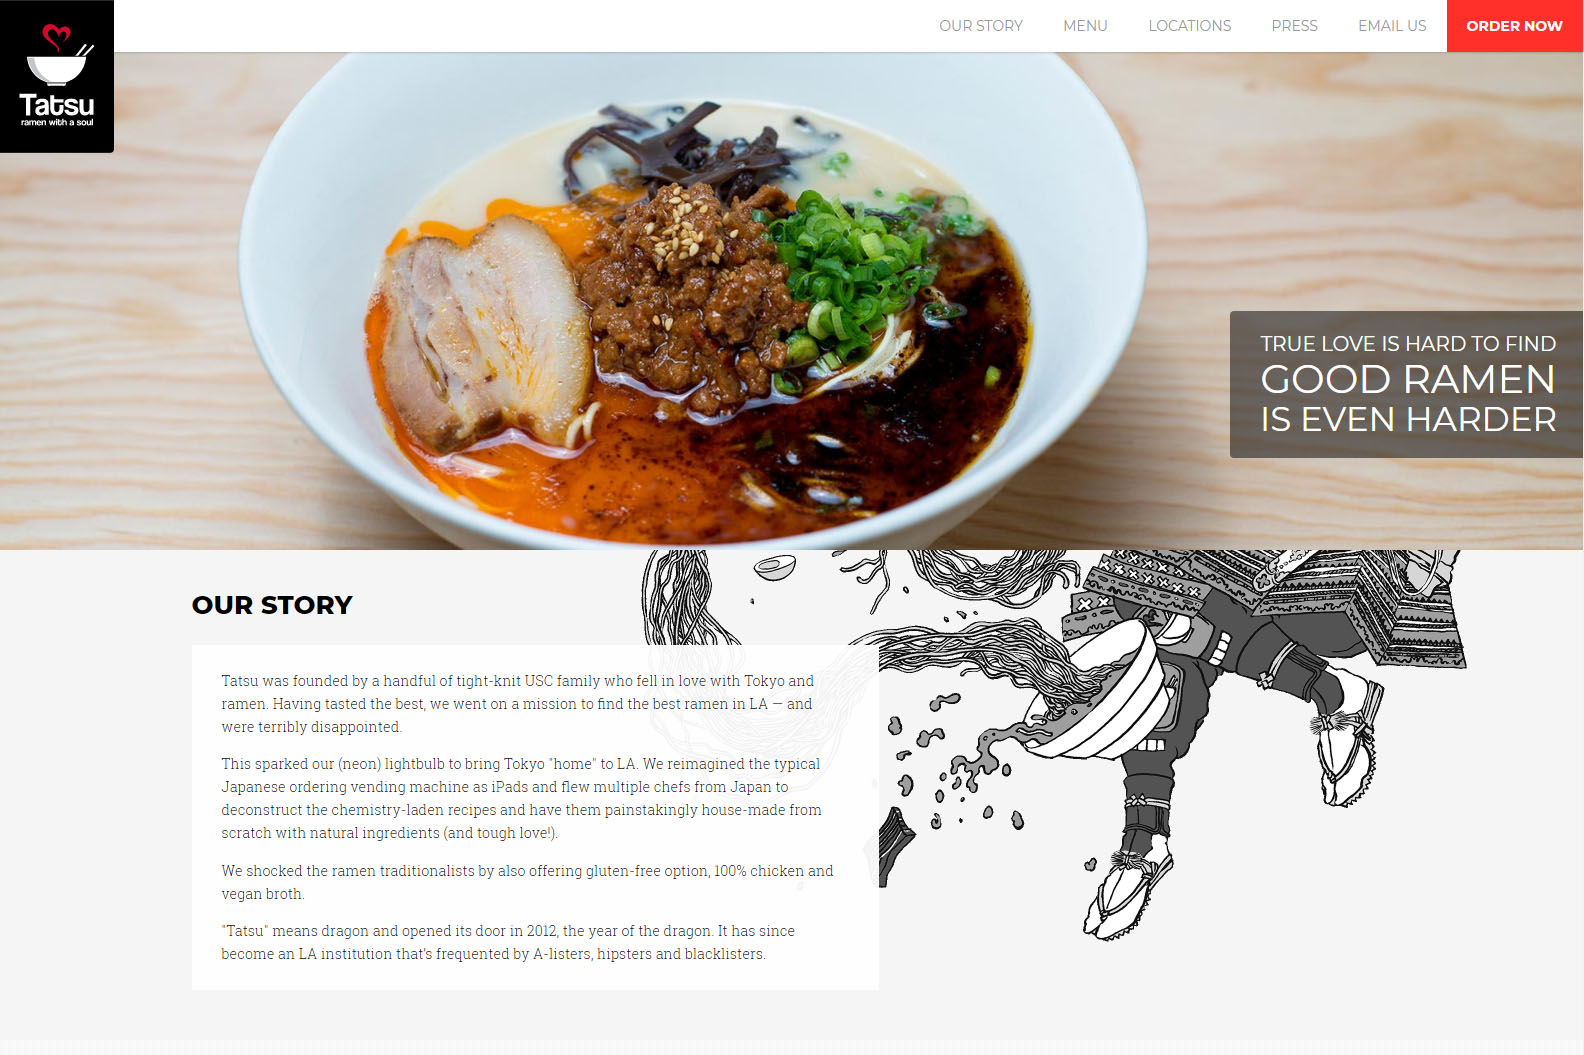 Tatsu
ramen with a soul
OUR STORY
MENU
LOCATIONS
PRESS
EMAIL US
ORDER NOW
TRUE LOVE IS HARD TO FIND
GOOD RAMEN
IS EVEN HARDER
OUR STORY
Tatsu was founded by a handful of tight-knit USC family who fell in love with Tokyo and
ramen. Having tasted the best, we went on a mission to find the best ramen in LA — and
were terribly disappointed.
This sparked our (neon) lightbulb to bring Tokyo "home" to LA. We reimagined the typical
Japanese ordering vending machine as iPads and flew multiple chefs from Japan to
deconstruct the chemistry-laden recipes and have them painstakingly house-made from
scratch with natural ingredients (and tough love!).
We shocked the ramen traditionalists by also offering gluten-free option, 100% chicken and
vegan broth.
"Tatsu" means dragon and opened its door in 2012, the year of the dragon. It has since
become an LA institution that's frequented by A-listers, hipsters and blacklisters.